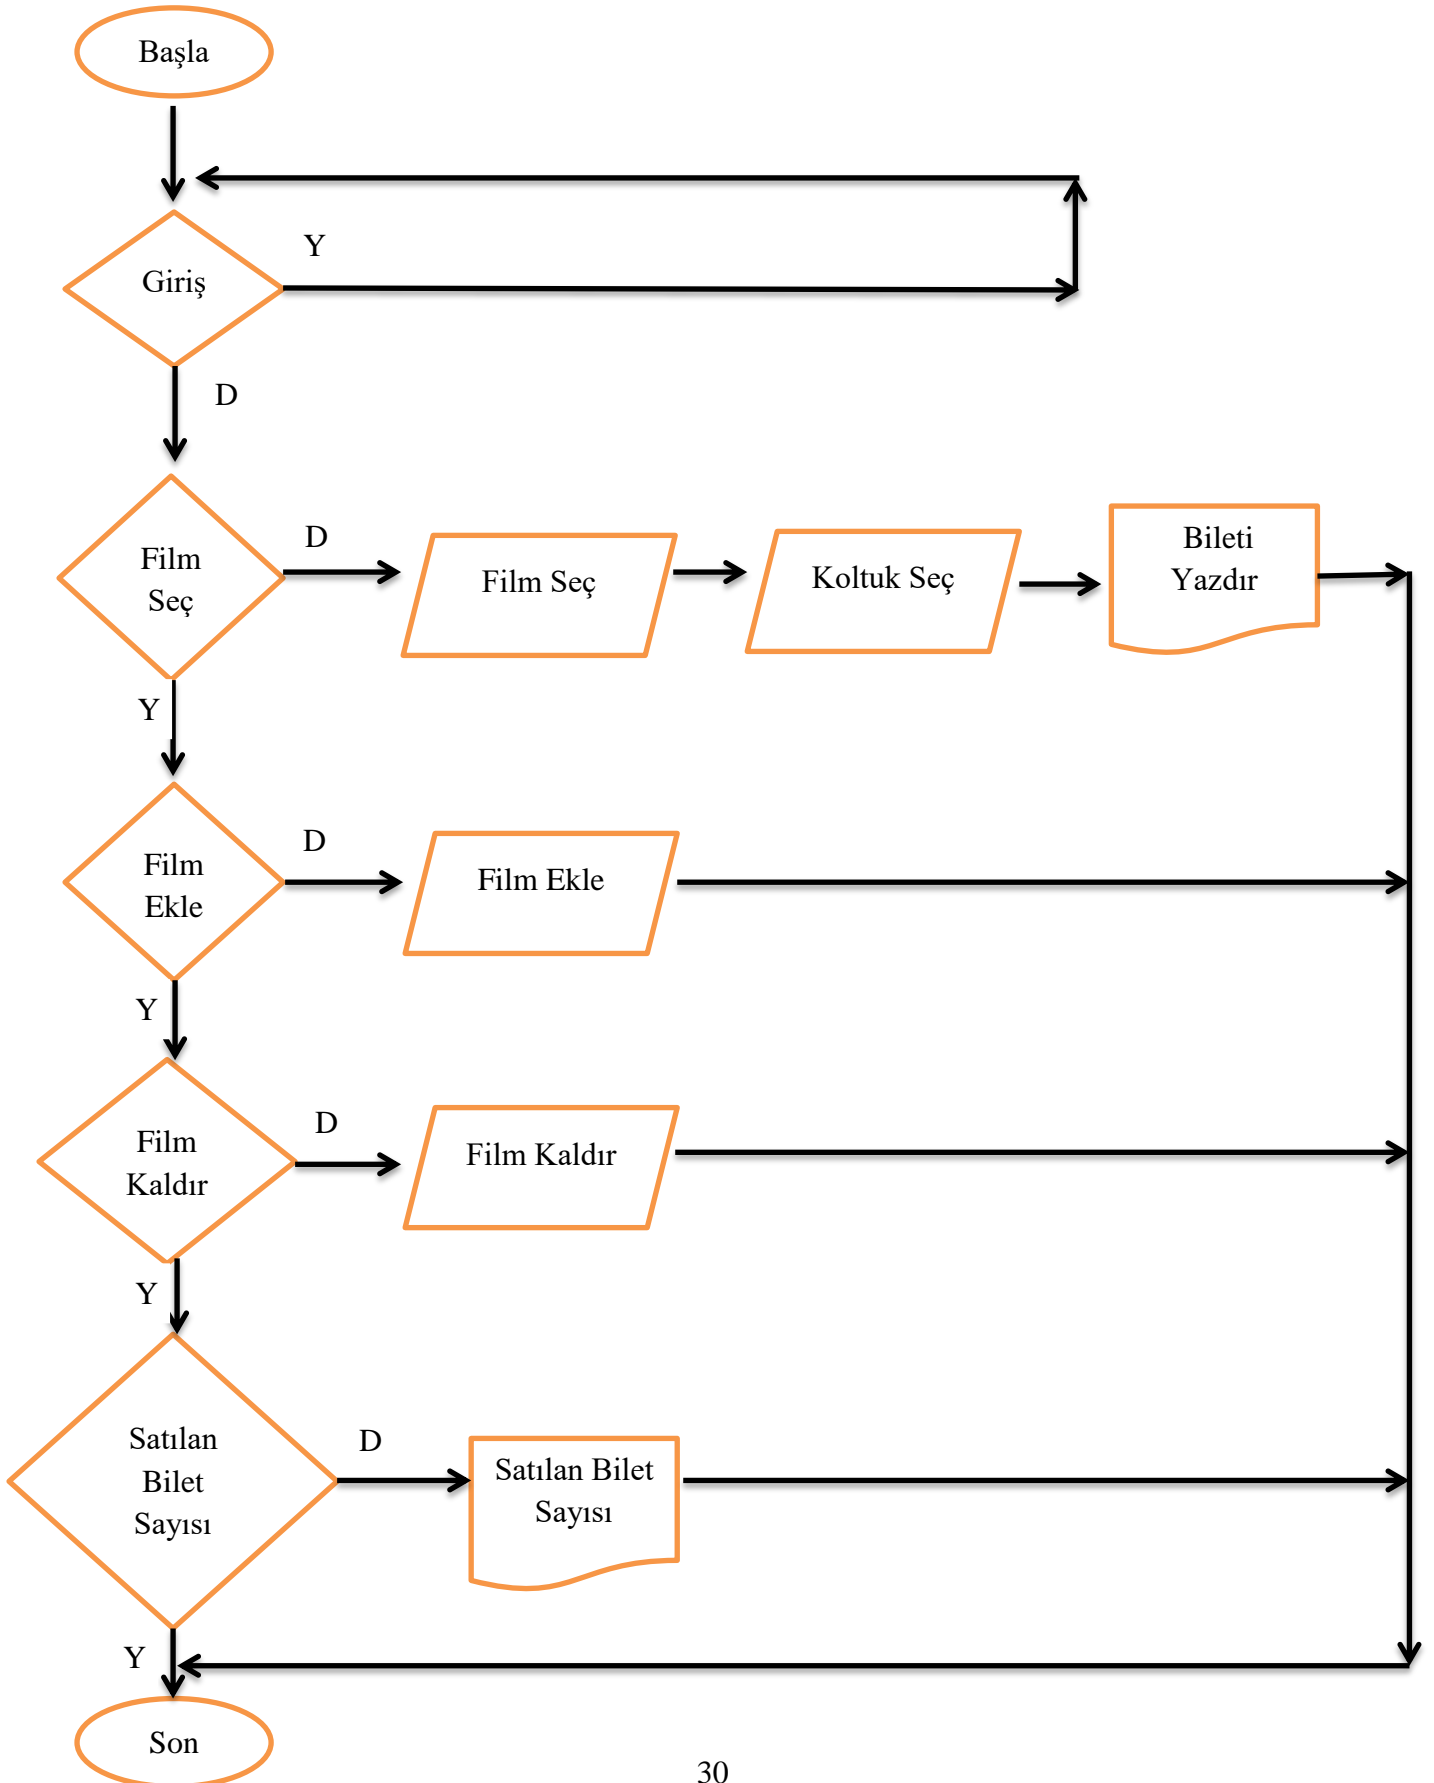 Başla
Y
Giriş
D
Film
Seç
D
Film Seç
Koltuk Seç
Bileti
Yazdır
Y
Film
Ekle
D
Film Ekle
Y
Film
Kaldır
D
Film Kaldır
Y
Satılan
Bilet
Sayısı
D
Satılan Bilet
Sayısı
Y
Son
30